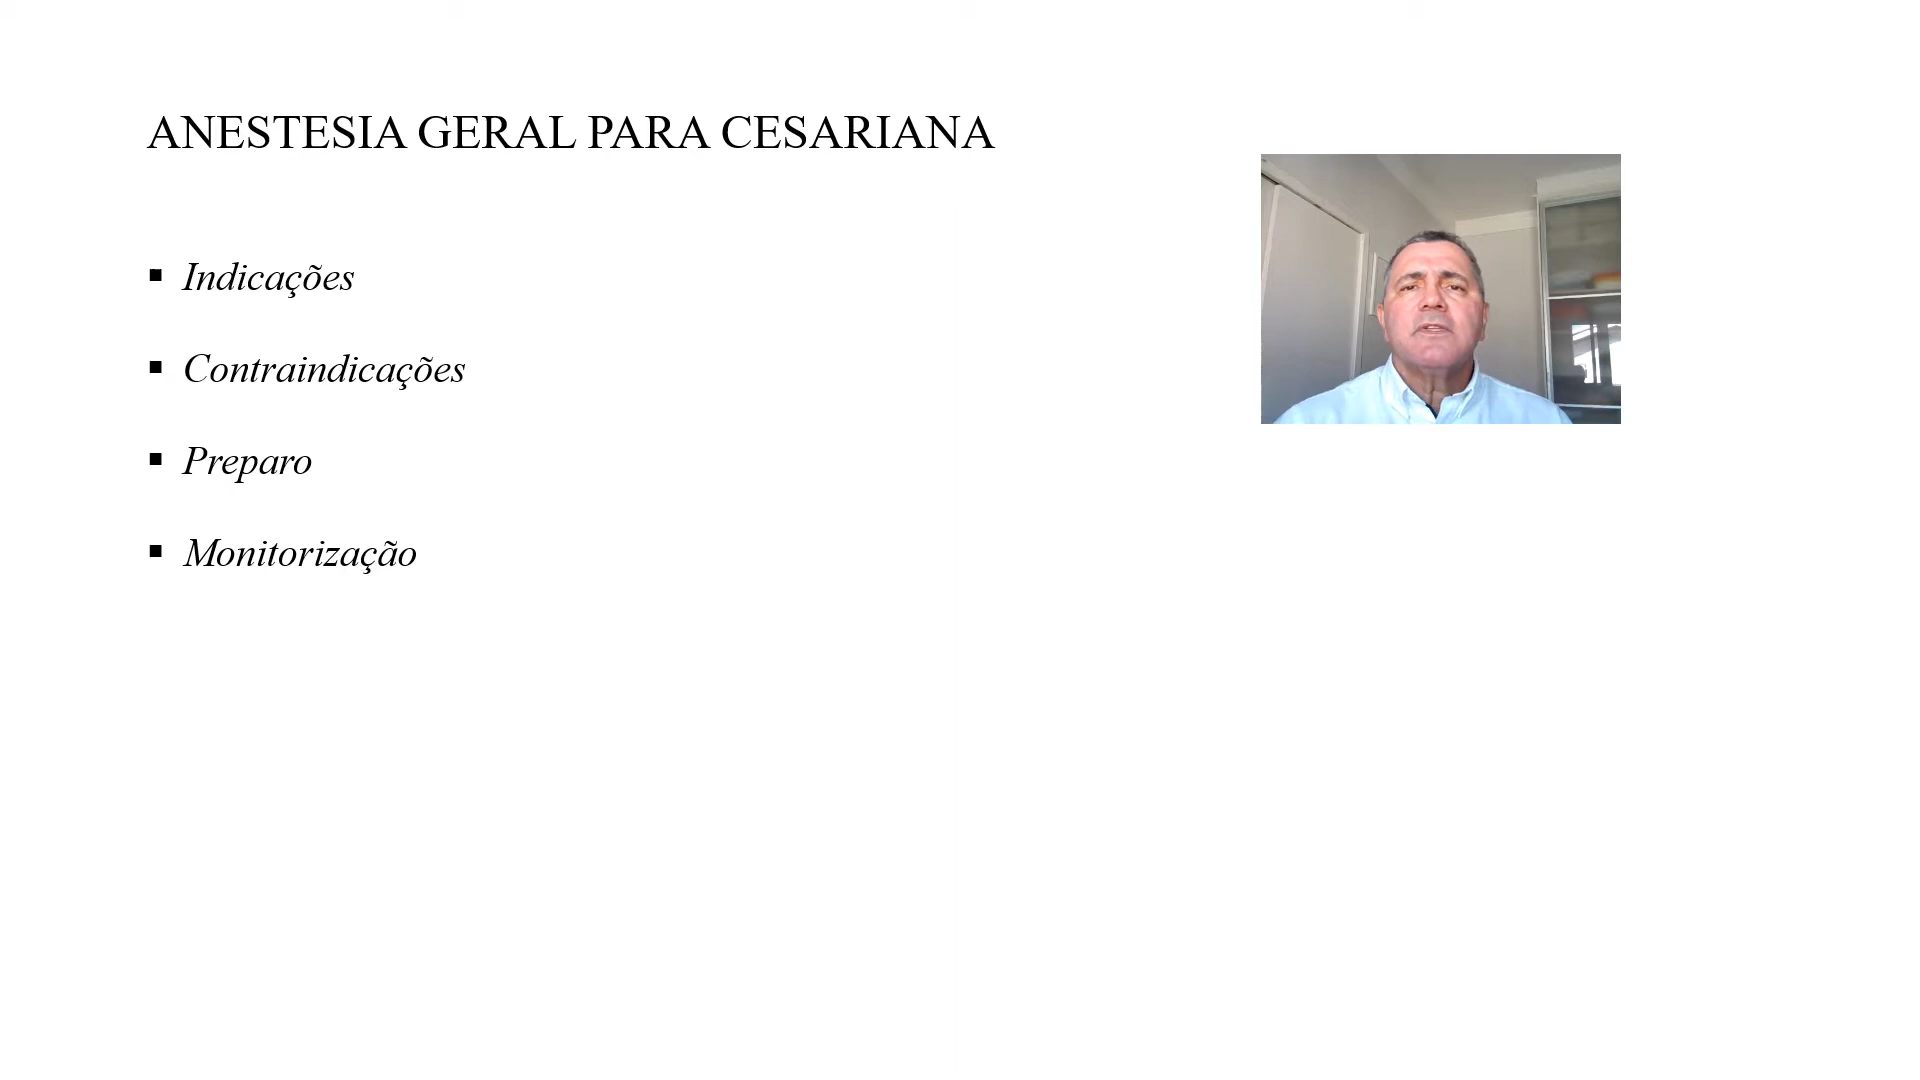 ANESTESIA GERAL PARA CESARIANA
▪ Indicações
▪ Contraindicações
▪ Preparo
▪ Monitorização